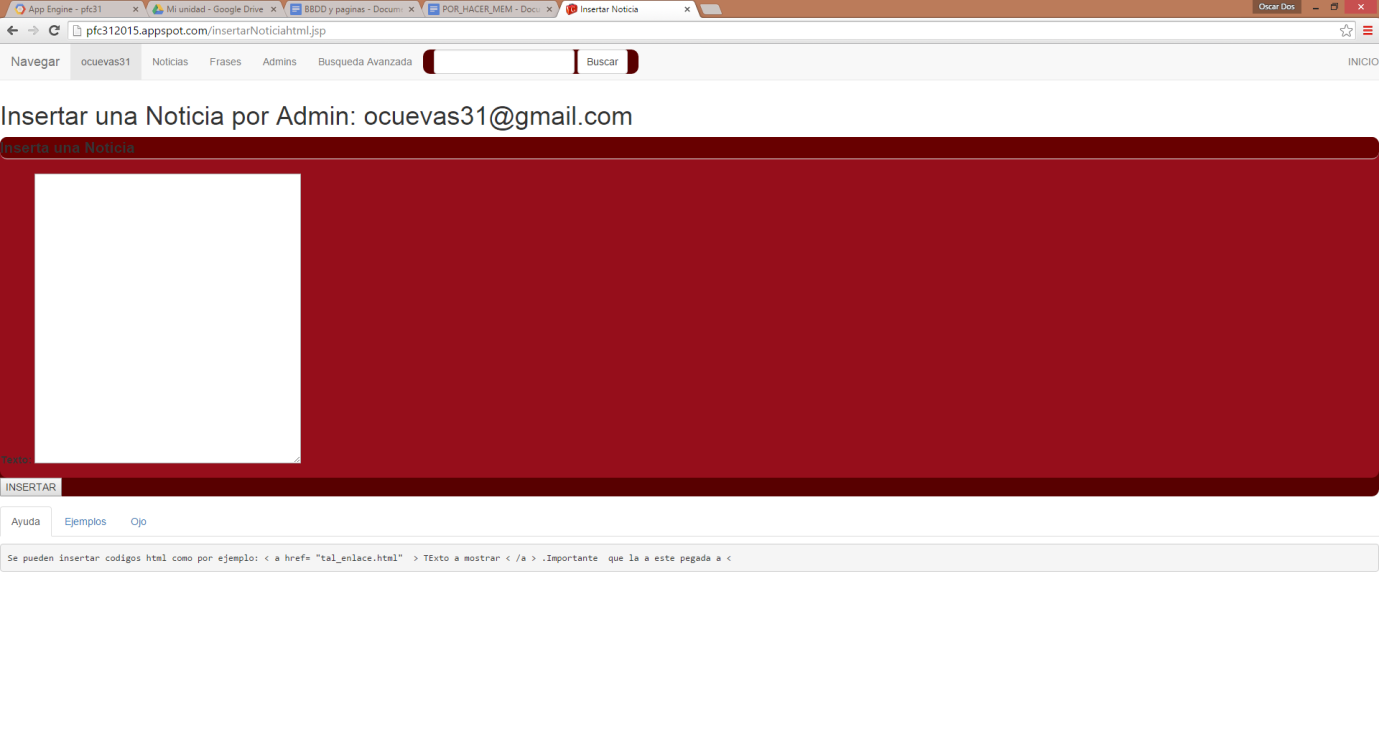 App Engine - pfc31 Mi unidad - Google Drive BBDD y paginas - Docume POR_HACER_MEM - Docu Insertar Noticia Oscar Dos
pfc312015.appspot.com/insertarNoticiahtml.jsp
Navegar ocuevas31 Noticias Frases Admins Busqueda Avanzada Buscar INICIO
Insertar una Noticia por Admin: ocuevas31@gmail.com
Inserta una Noticia
INSERTAR
Ayuda Ejemplos Ojo
Se pueden insertar codigos html como por ejemplo: < a href= "tal_enlace.html" > TExto a mostrar < /a > .Importante que la a este pegada a <